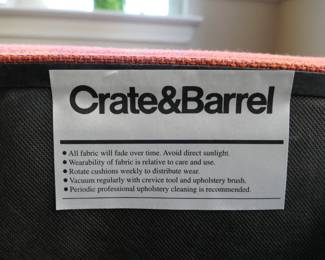 Crate&Barrel
• All fabric will fade over time. Avoid direct sunlight.
• Wearability of fabric is relative to care and use.
• Rotate cushions weekly to distribute wear.
• Vacuum regularly with crevice tool and upholstery brush.
• Periodic professional upholstery cleaning is recommended.